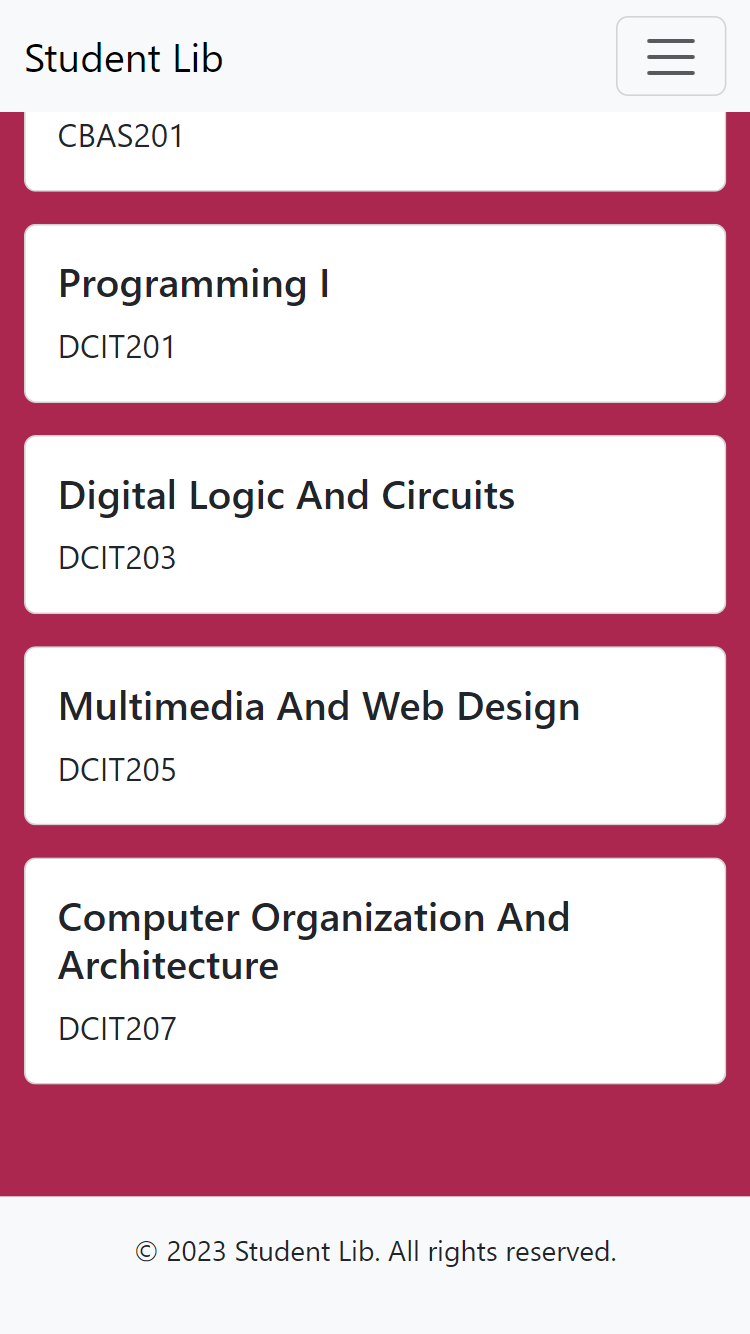 Student Lib
CBAS201
Programming I
DCIT201
Digital Logic And Circuits
DCIT203
Multimedia And Web Design
DCIT205
Computer Organization And
Architecture
DCIT207
© 2023 Student Lib. All rights reserved.